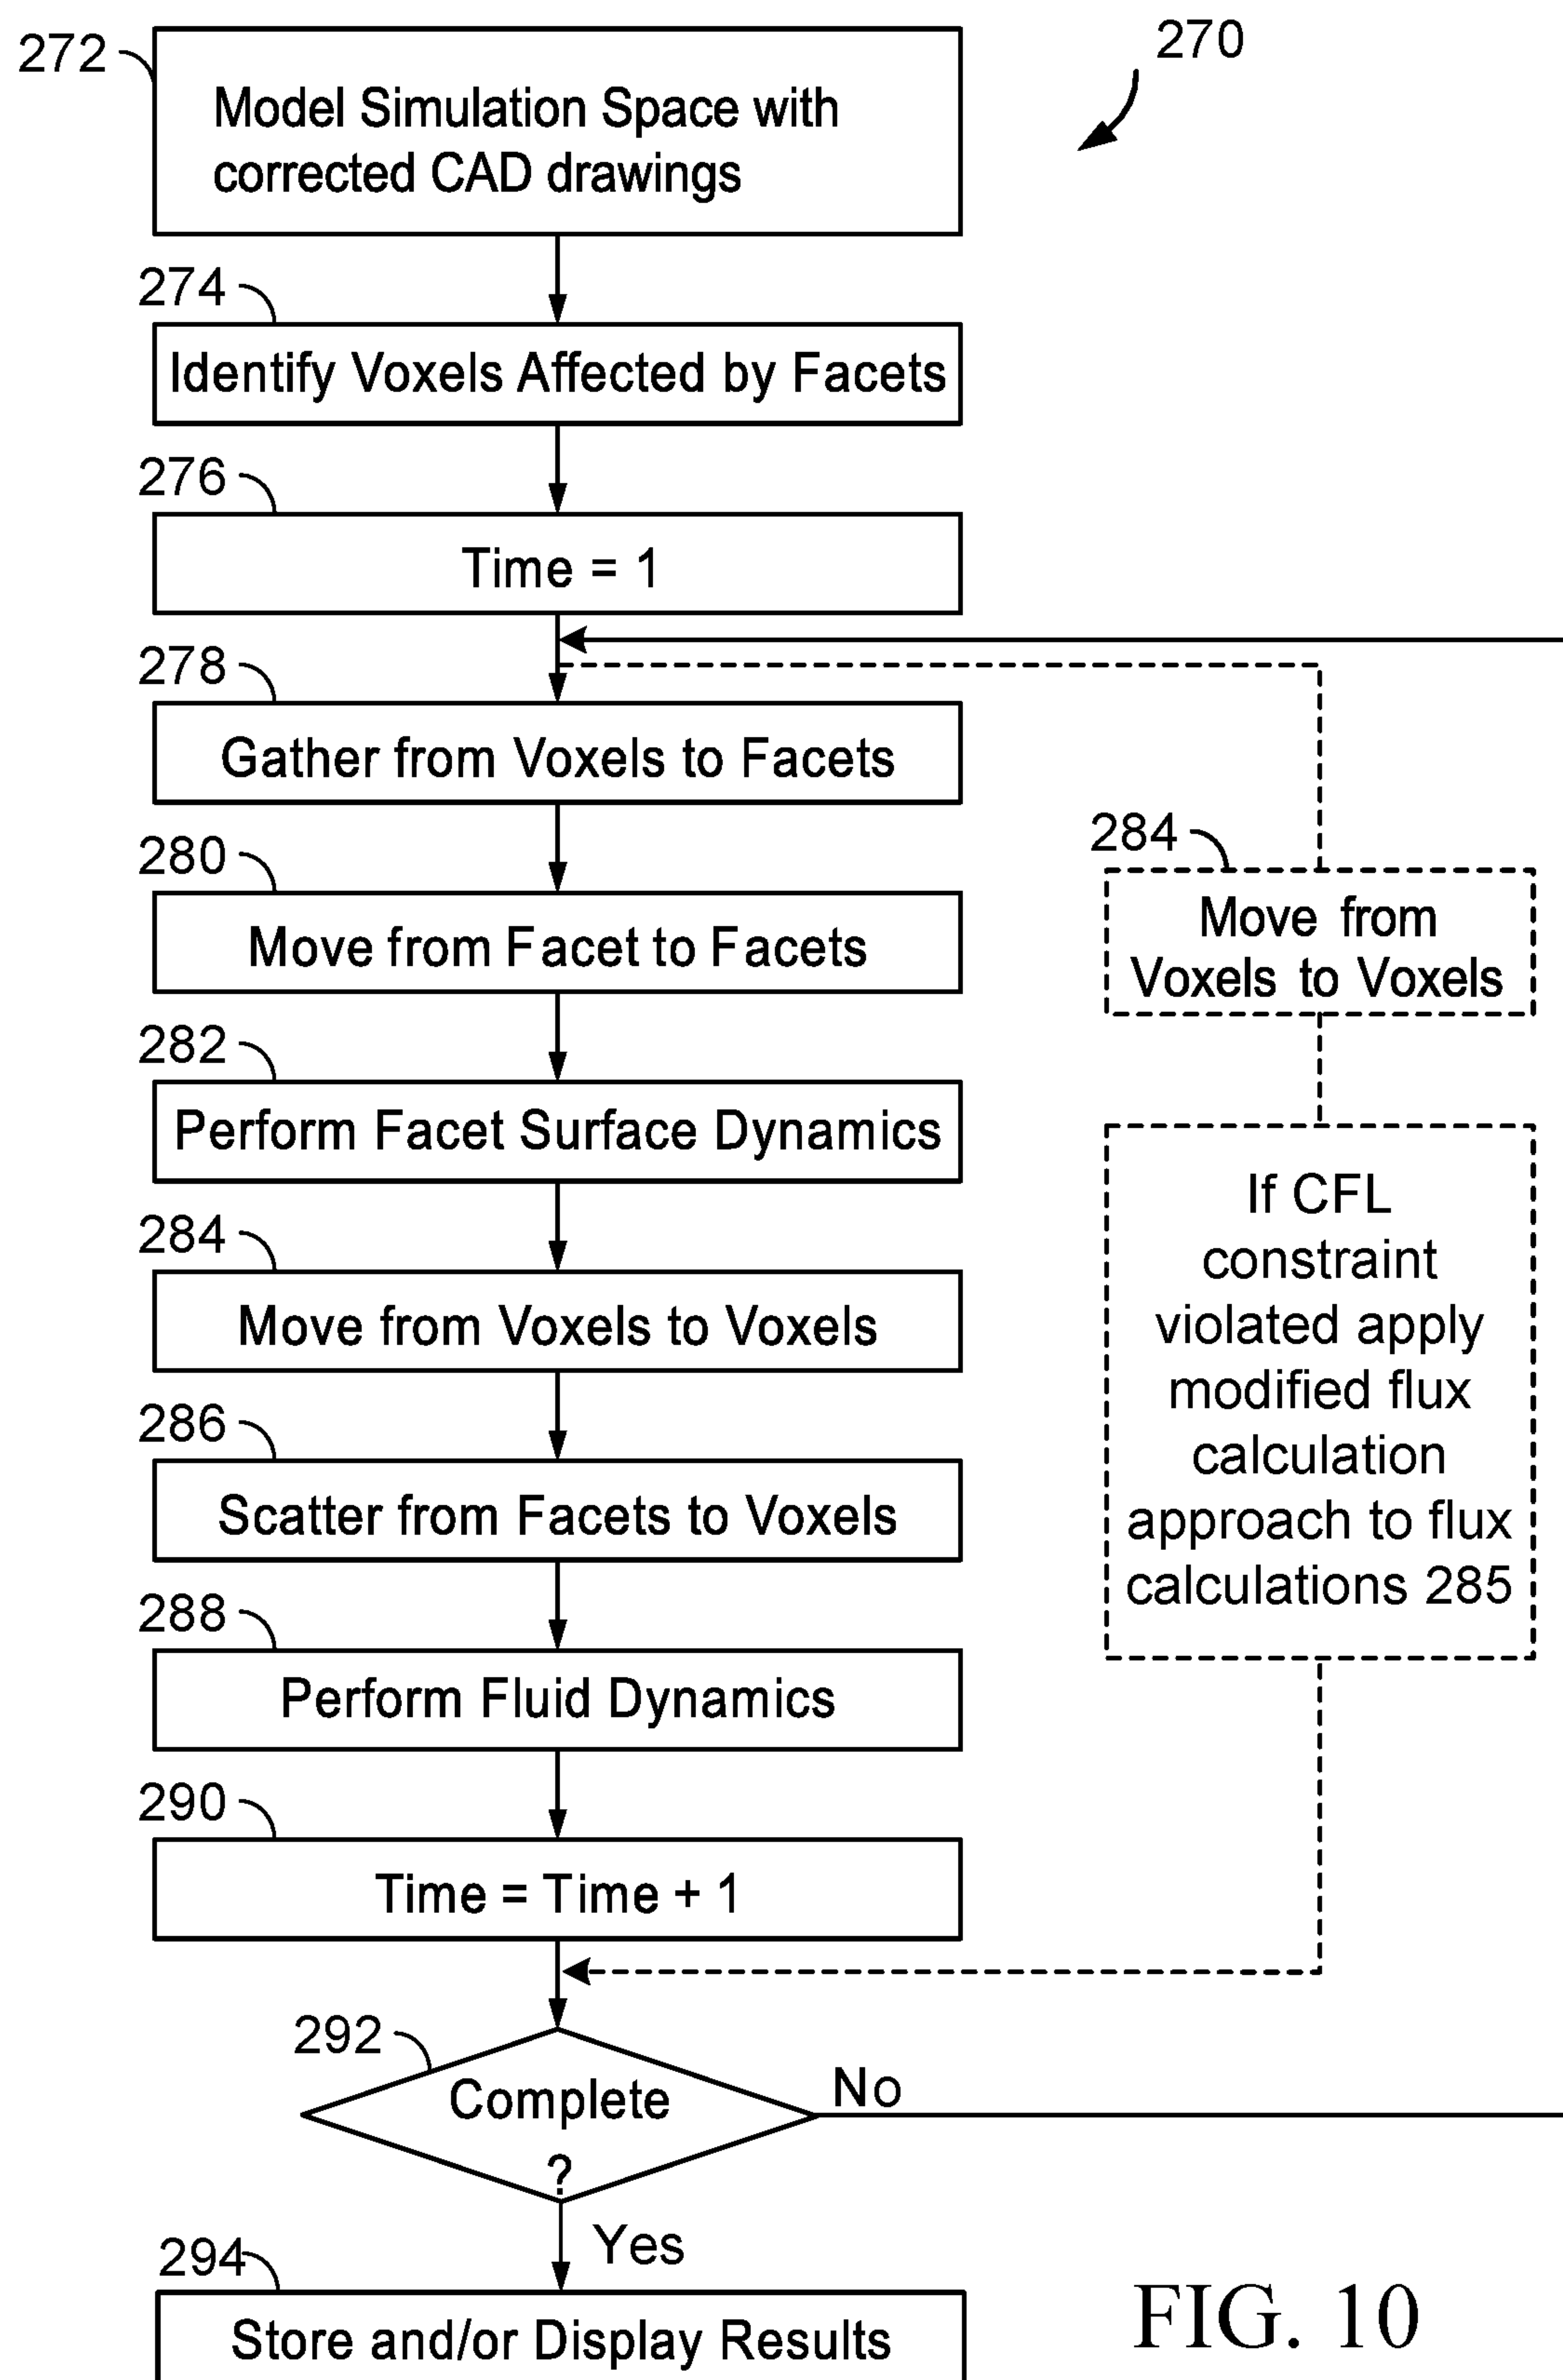 270
272
Model Simulation Space with
corrected CAD drawings
274
Identify Voxels Affected by Facets
276
Time = 1
278
Gather from Voxels to Facets
280
Move from Facet to Facets
282
Perform Facet Surface Dynamics
284
Move from Voxels to Voxels
286
Scatter from Facets to Voxels
288
Perform Fluid Dynamics
290
Time = Time + 1
284
Move from
Voxels to Voxels
If CFL
constraint
violated apply
modified flux
calculation
approach to flux
calculations 285
292
Complete
?
No
Yes
294
Store and/or Display Results
FIG. 10